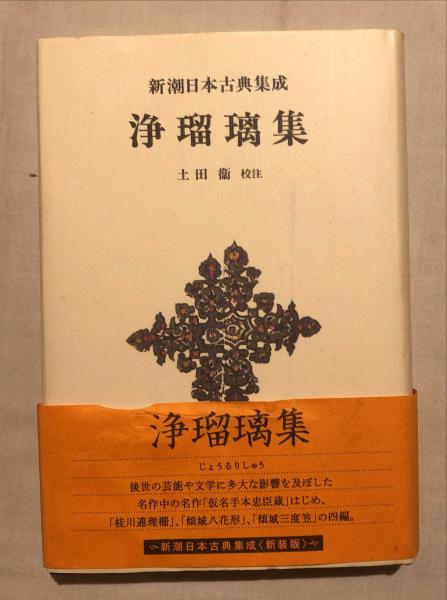 新潮日本古典集成
浄瑠璃集
土田衞 校注
浄瑠璃集
じょうるりしゅう
後世の芸能や文学に多大な影響を及ぼした
名作中の名作「仮名手本忠臣蔵」はじめ、
「桂川連理柵」、「傾城八花形」、「傾城三度笠」の四編。
新潮日本古典集成〈新装版〉